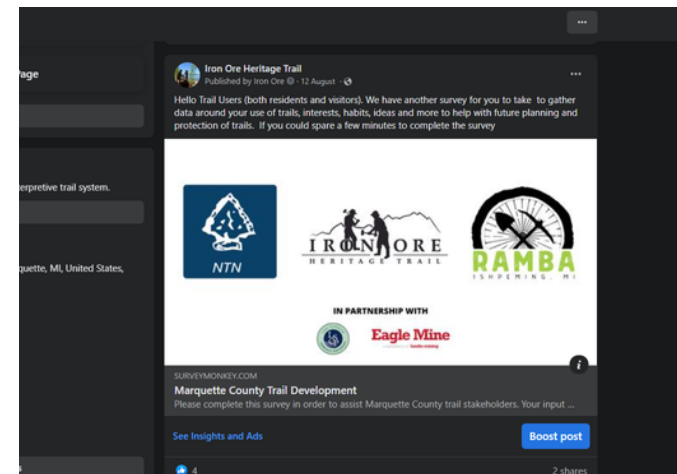 Page
erpretive trail system.
quette, MI, United States,
Iron Ore Heritage Trail
Published by Iron Ore · 12 August ·
Hello Trail Users (both residents and visitors). We have another survey for you to take to gather
data around your use of trails, interests, habits, ideas and more to help with future planning and
protection of trails. If you could spare a few minutes to complete the survey
NTN
IRON ORE
HERITAGE TRAIL
RAMBA
ISHPEMING, MI
IN PARTNERSHIP WITH
Eagle Mine
SURVEYMONKEY.COM
Marquette County Trail Development
Please complete this survey in order to assist Marquette County trail stakeholders. Your input ...
See Insights and Ads
Boost post
4
2 shares